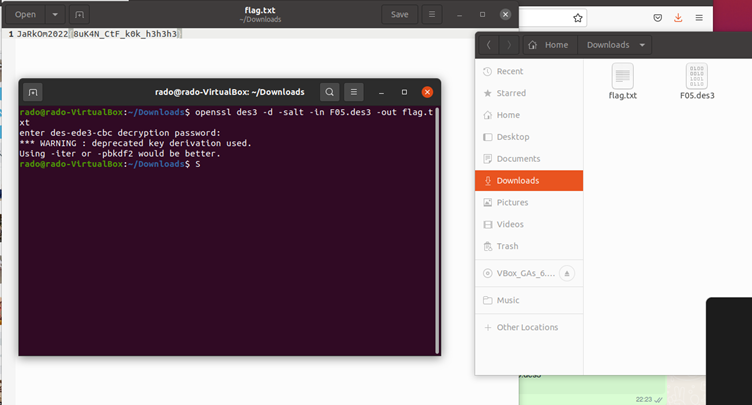 Open
flag.txt
~/Downloads
Save
1 JaRkOm2022{8uK4N_CtF_k0k_h3h3h3}
rado@rado-VirtualBox: ~/Downloads
rado@rado-VirtualBox:~/Downloads$ openssl des3 -d -salt -in F05.des3 -out flag.t
xt
enter des-ede3-cbc decryption password:
*** WARNING : deprecated key derivation used.
Using -iter or -pbkdf2 would be better.
rado@rado-VirtualBox:~/Downloads$ S
Home
Downloads
Recent
Starred
Home
Desktop
Documents
Downloads
Pictures
Videos
Trash
VBox_GAs_6....
Music
Other Locations
flag.txt
F05.des3
22:23